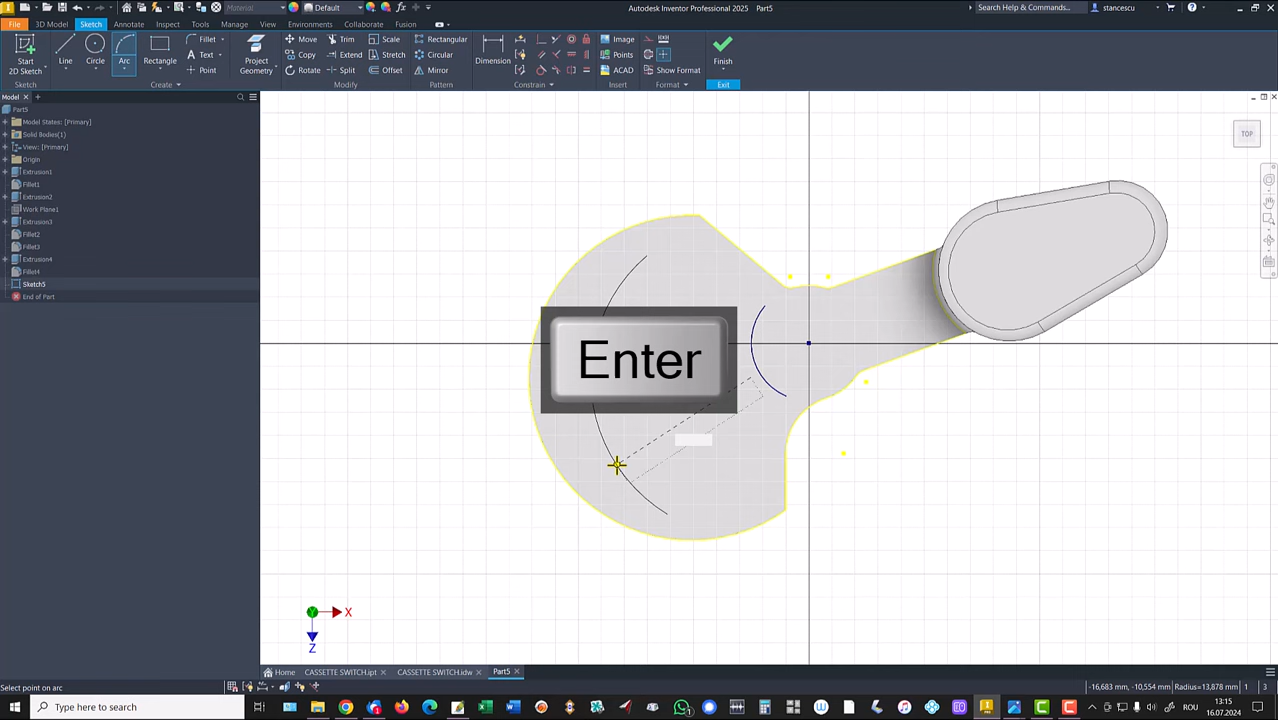 Material
Default
Autodesk Inventor Professional 2025 Part5
Search Help & Commands...
stancescu
File 3D Model Sketch Annotate Inspect Tools Manage View Environments Collaborate Fusion
Start
2D Sketch
Line
Circle
Arc
Rectangle
Fillet
Text
Point
Project
Geometry
Move
Copy
Rotate
Trim
Extend
Split
Scale
Stretch
Offset
Rectangular
Circular
Mirror
Dimension
Image
Points
ACAD
Show Format
Finish
Sketch
Create
Modify
Pattern
Constrain
Insert
Format
Exit
Model
Part5
Model States: [Primary]
Solid Bodies(1)
View: [Primary]
Origin
Extrusion1
Fillet1
Extrusion2
Work Plane1
Extrusion3
Fillet2
Fillet3
Extrusion4
Fillet4
Sketch5
End of Part
TOP
Enter
X
Y
Z
Home CASSETTE SWITCH.ipt CASSETTE SWITCH.idw Part5
Select point on arc
-16,683 mm, -10,554 mm Radius=13,878 mm 1 3
Type here to search
ROU
13:15
16.07.2024